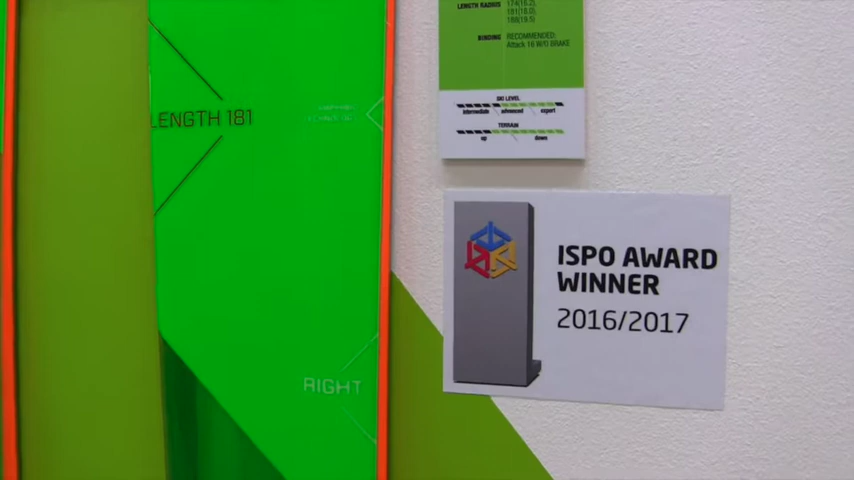 LENGTH RADIUS
174(16.2),
181(18.0),
188(19.5)
BINDING
RECOMMENDED:
Attack 16 W/O BRAKE
SKI LEVEL
intermediate advanced expert
TERRAIN
up down
LENGTH 181
ISPO AWARD
WINNER
2016/2017
RIGHT